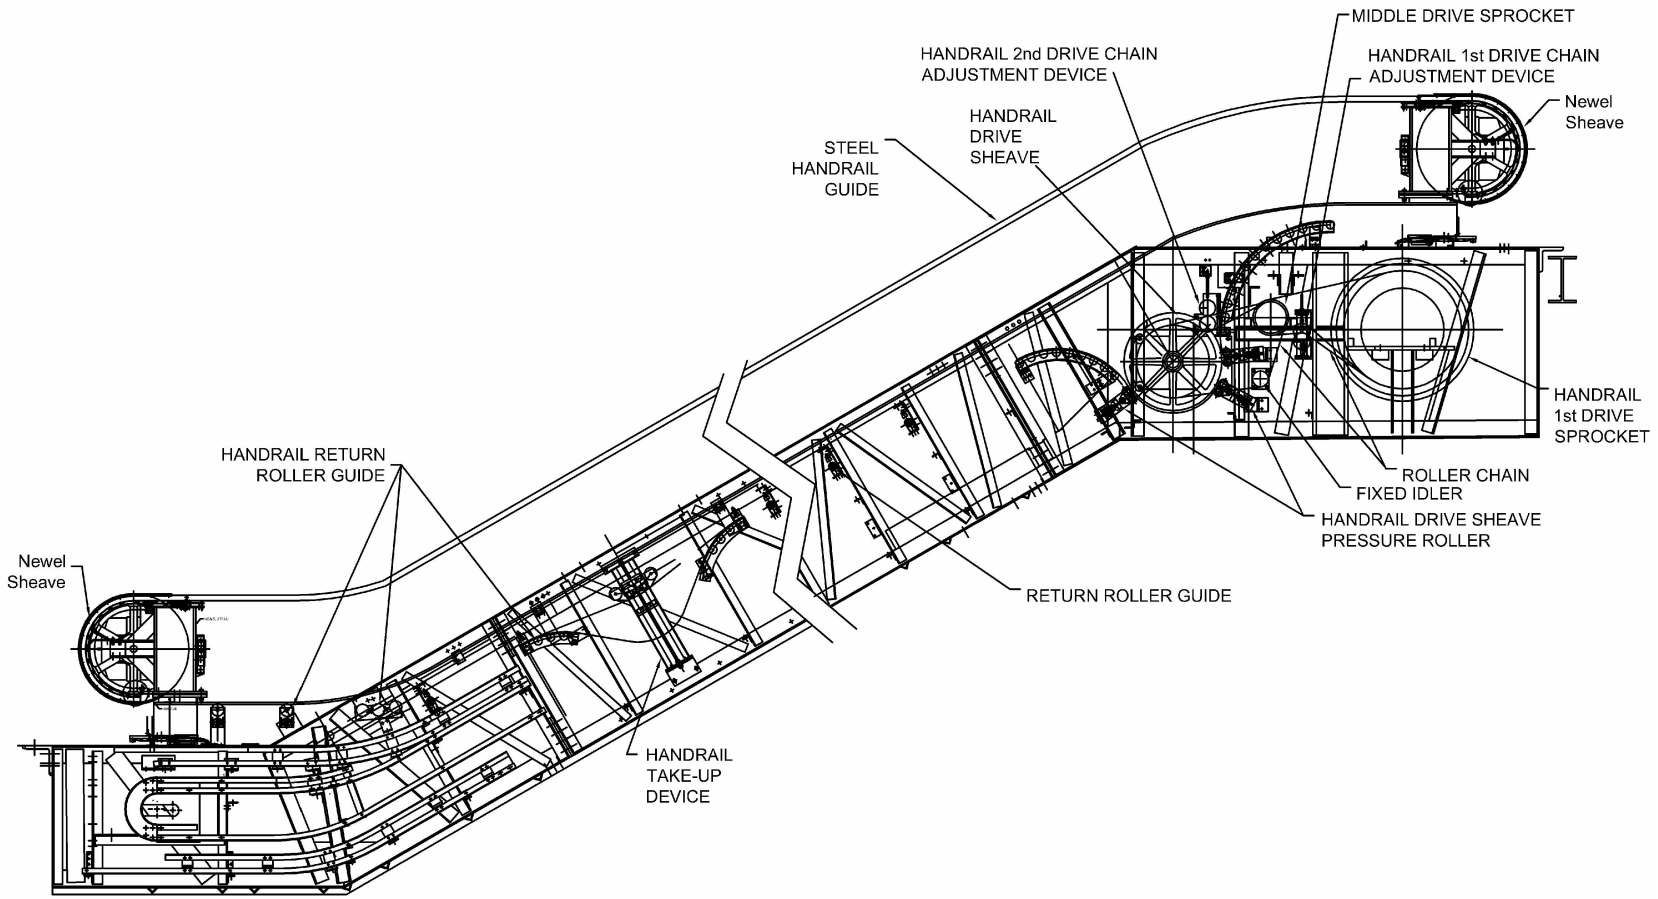 MIDDLE DRIVE SPROCKET
HANDRAIL 2nd DRIVE CHAIN
ADJUSTMENT DEVICE
HANDRAIL 1st DRIVE CHAIN
ADJUSTMENT DEVICE
Newel
Sheave
HANDRAIL
DRIVE
SHEAVE
STEEL
HANDRAIL
GUIDE
HANDRAIL
1st DRIVE
SPROCKET
HANDRAIL RETURN
ROLLER GUIDE
ROLLER CHAIN
FIXED IDLER
HANDRAIL DRIVE SHEAVE
PRESSURE ROLLER
Newel
Sheave
RETURN ROLLER GUIDE
HANDRAIL
TAKE-UP
DEVICE